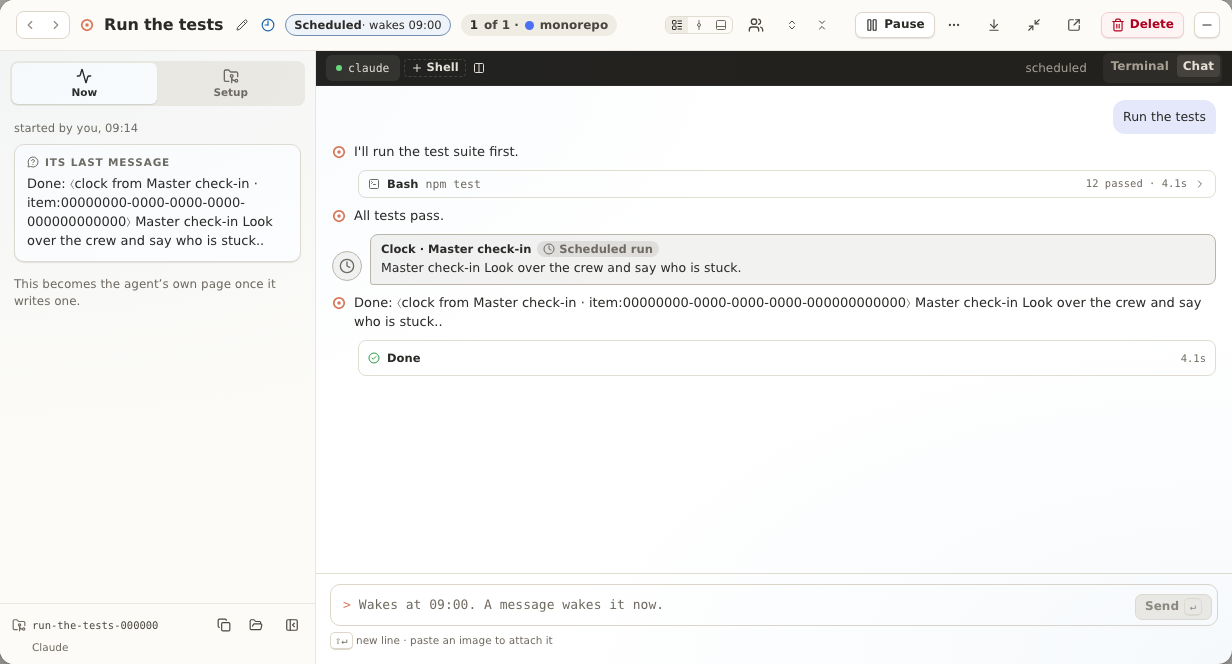 Run the tests
Scheduled · wakes 09:00
1 of 1 · monorepo
Pause
Delete
Now
Setup
claude
+ Shell
scheduled
Terminal
Chat
started by you, 09:14
ITS LAST MESSAGE
Done: ⟨clock from Master check-in ·
item:00000000-0000-0000-0000-
000000000000⟩ Master check-in Look
over the crew and say who is stuck..
This becomes the agent’s own page once it
writes one.
Run the tests
I'll run the test suite first.
Bash npm test
12 passed · 4.1s
All tests pass.
Clock · Master check-in
Scheduled run
Master check-in Look over the crew and say who is stuck.
Done: ⟨clock from Master check-in · item:00000000-0000-0000-0000-000000000000⟩ Master check-in Look over the crew and say
who is stuck..
Done
4.1s
> Wakes at 09:00. A message wakes it now.
Send ↵
⇧↵ new line · paste an image to attach it
run-the-tests-000000
Claude